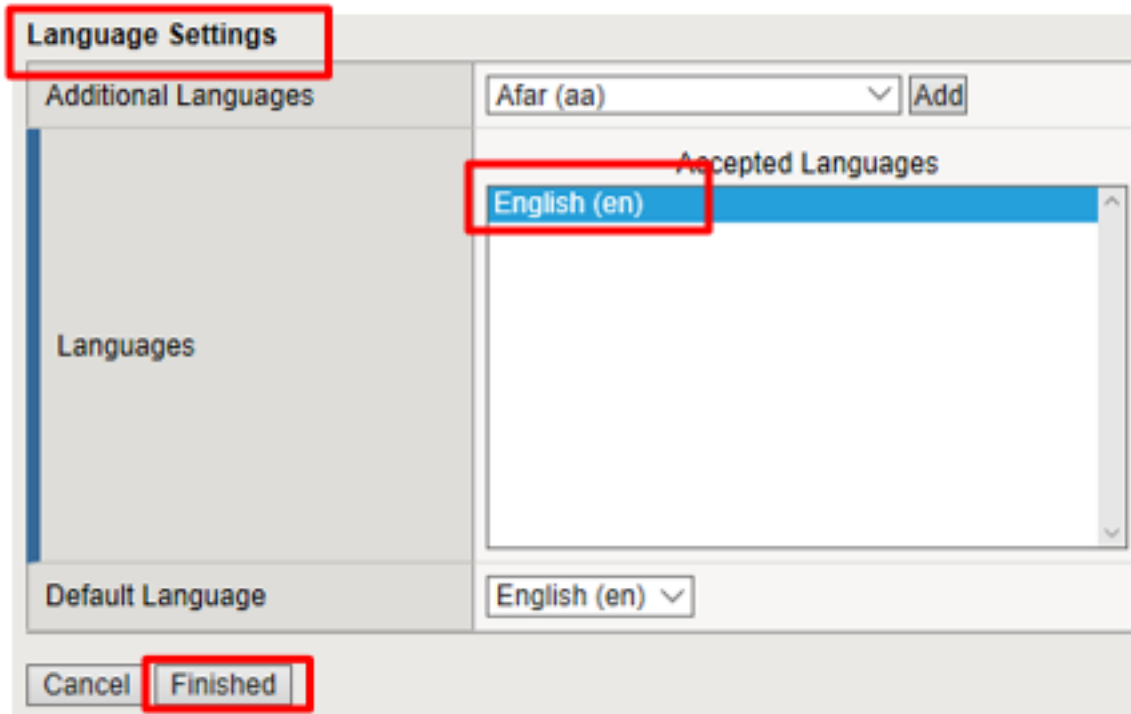 Language Settings
Additional Languages Afar (aa) Add
Accepted Languages
English (en)
Languages
Default Language English (en)
Cancel Finished